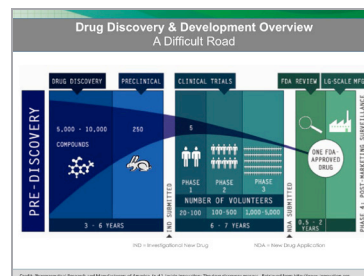 Drug Discovery & Development Overview
A Difficult Road
DRUG DISCOVERY
PRECLINICAL
CLINICAL TRIALS
FDA REVIEW
LG-SCALE MFG
PRE-DISCOVERY
5,000 - 10,000
COMPOUNDS
250
5
PHASE
1
PHASE
2
PHASE
3
NUMBER OF VOLUNTEERS
20-100
100-500
1,000-5,000
ONE FDA-
APPROVED
DRUG
3 - 6 YEARS
IND SUBMITTED
6 - 7 YEARS
NDA SUBMITTED
0.5 - 2
YEARS
PHASE 4: POST-MARKETING SURVEILLANCE
IND = Investigational New Drug
NDA = New Drug Application